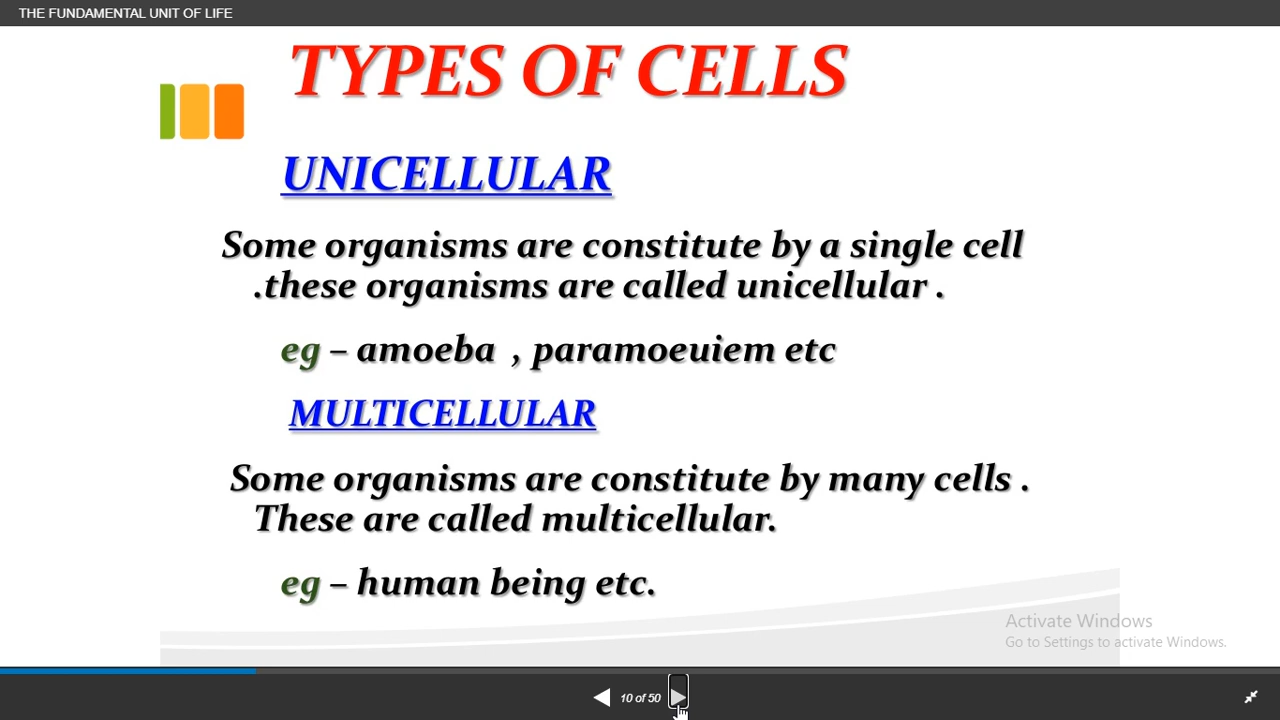 THE FUNDAMENTAL UNIT OF LIFE
TYPES OF CELLS
UNICELLULAR
Some organisms are constitute by a single cell
.these organisms are called unicellular .
eg – amoeba , paramoeuiem etc
MULTICELLULAR
Some organisms are constitute by many cells .
These are called multicellular.
eg – human being etc.
Activate Windows
Go to Settings to activate Windows.
10 of 50